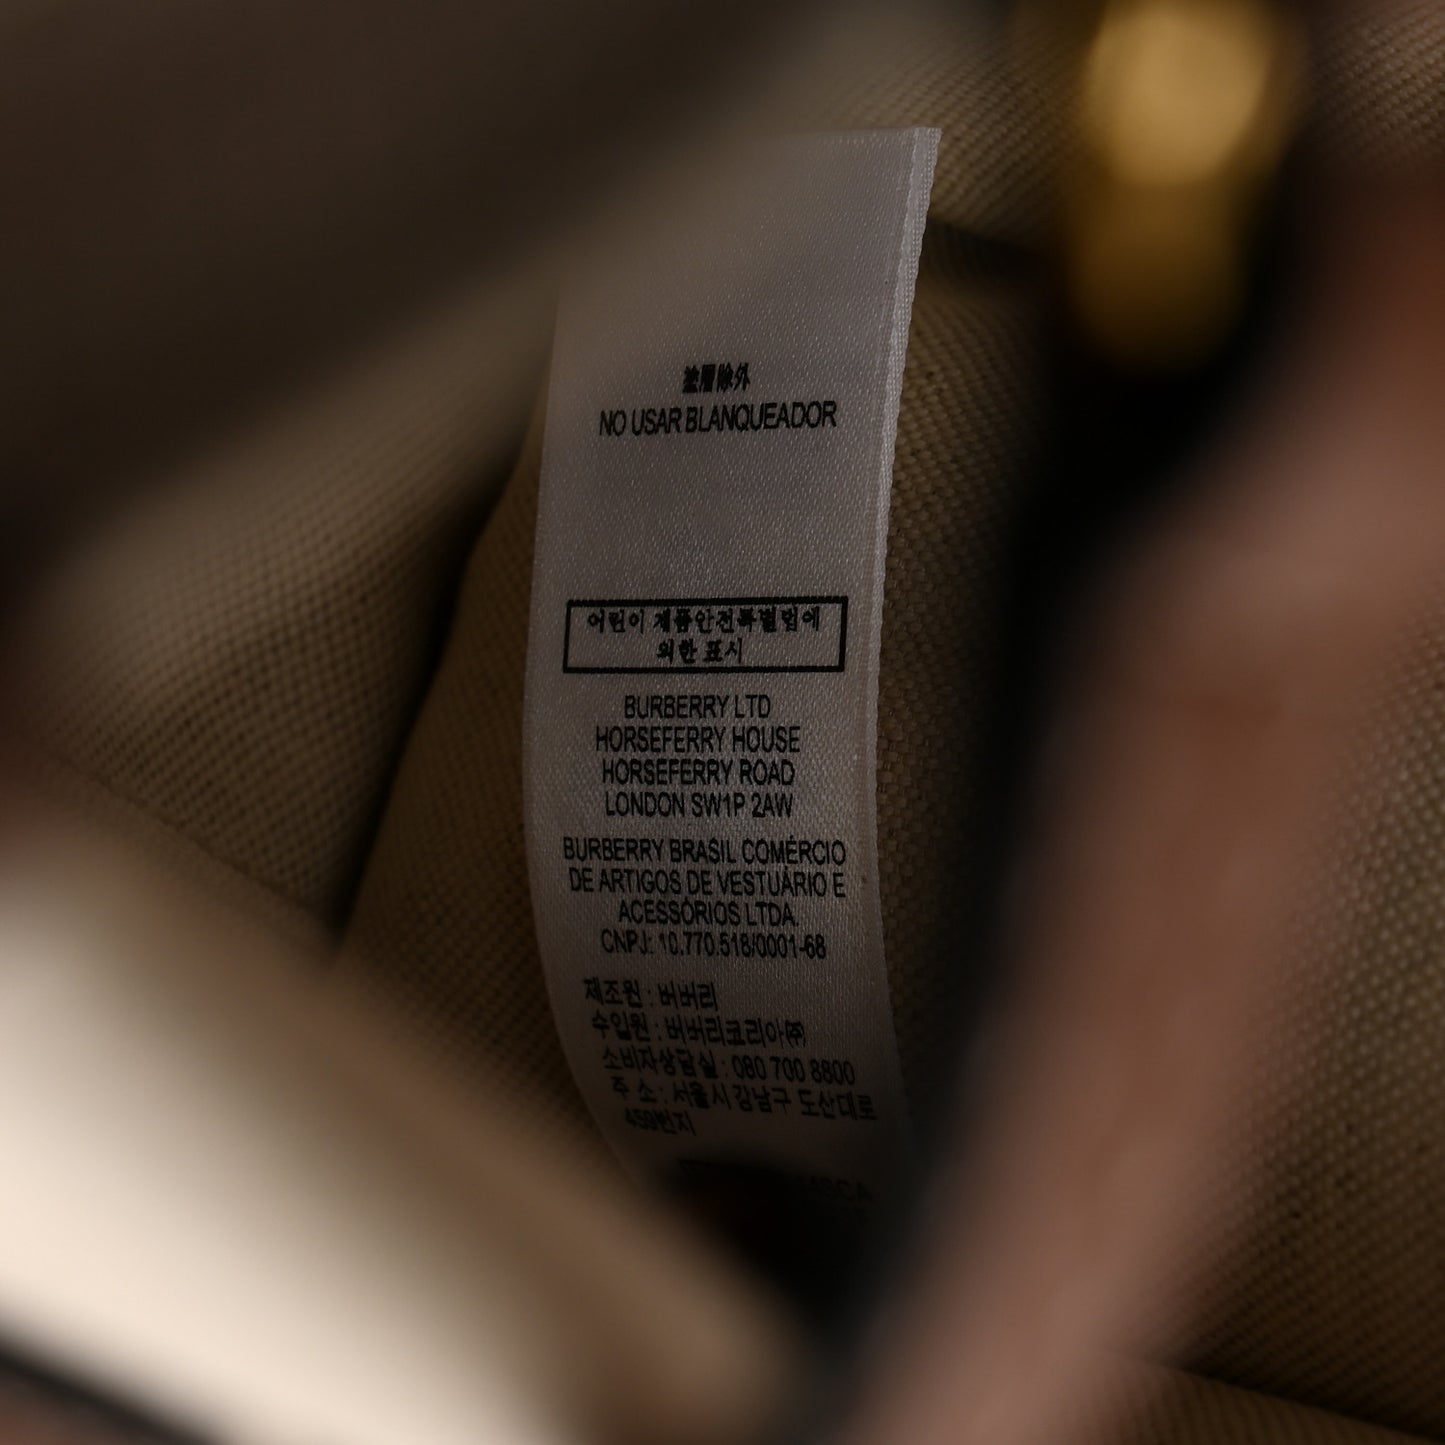 塗層除外
NO USAR BLANQUEADOR
어린이 제품안전특별법에
의한 표시
BURBERRY LTD
HORSEFERRY HOUSE
HORSEFERRY ROAD
LONDON SW1P 2AW
BURBERRY BRASIL COMÉRCIO
DE ARTIGOS DE VESTUÁRIO E
ACESSÓRIOS LTDA.
CNPJ: 10.770.518/0001-68
제조원 : 버버리
수입원 : 버버리코리아㈜
소비자상담실 : 080 700 8800
주 소 : 서울시 강남구 도산대로
459번지